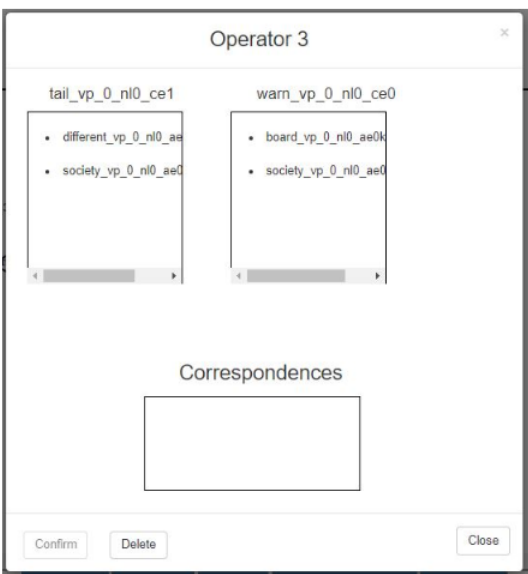 Operator 3
×
tail_vp_0_nl0_ce1
warn_vp_0_nl0_ce0
different_vp_0_nl0_ae
society_vp_0_nl0_ae0
board_vp_0_nl0_ae0k
society_vp_0_nl0_ae0
Correspondences
Confirm
Delete
Close